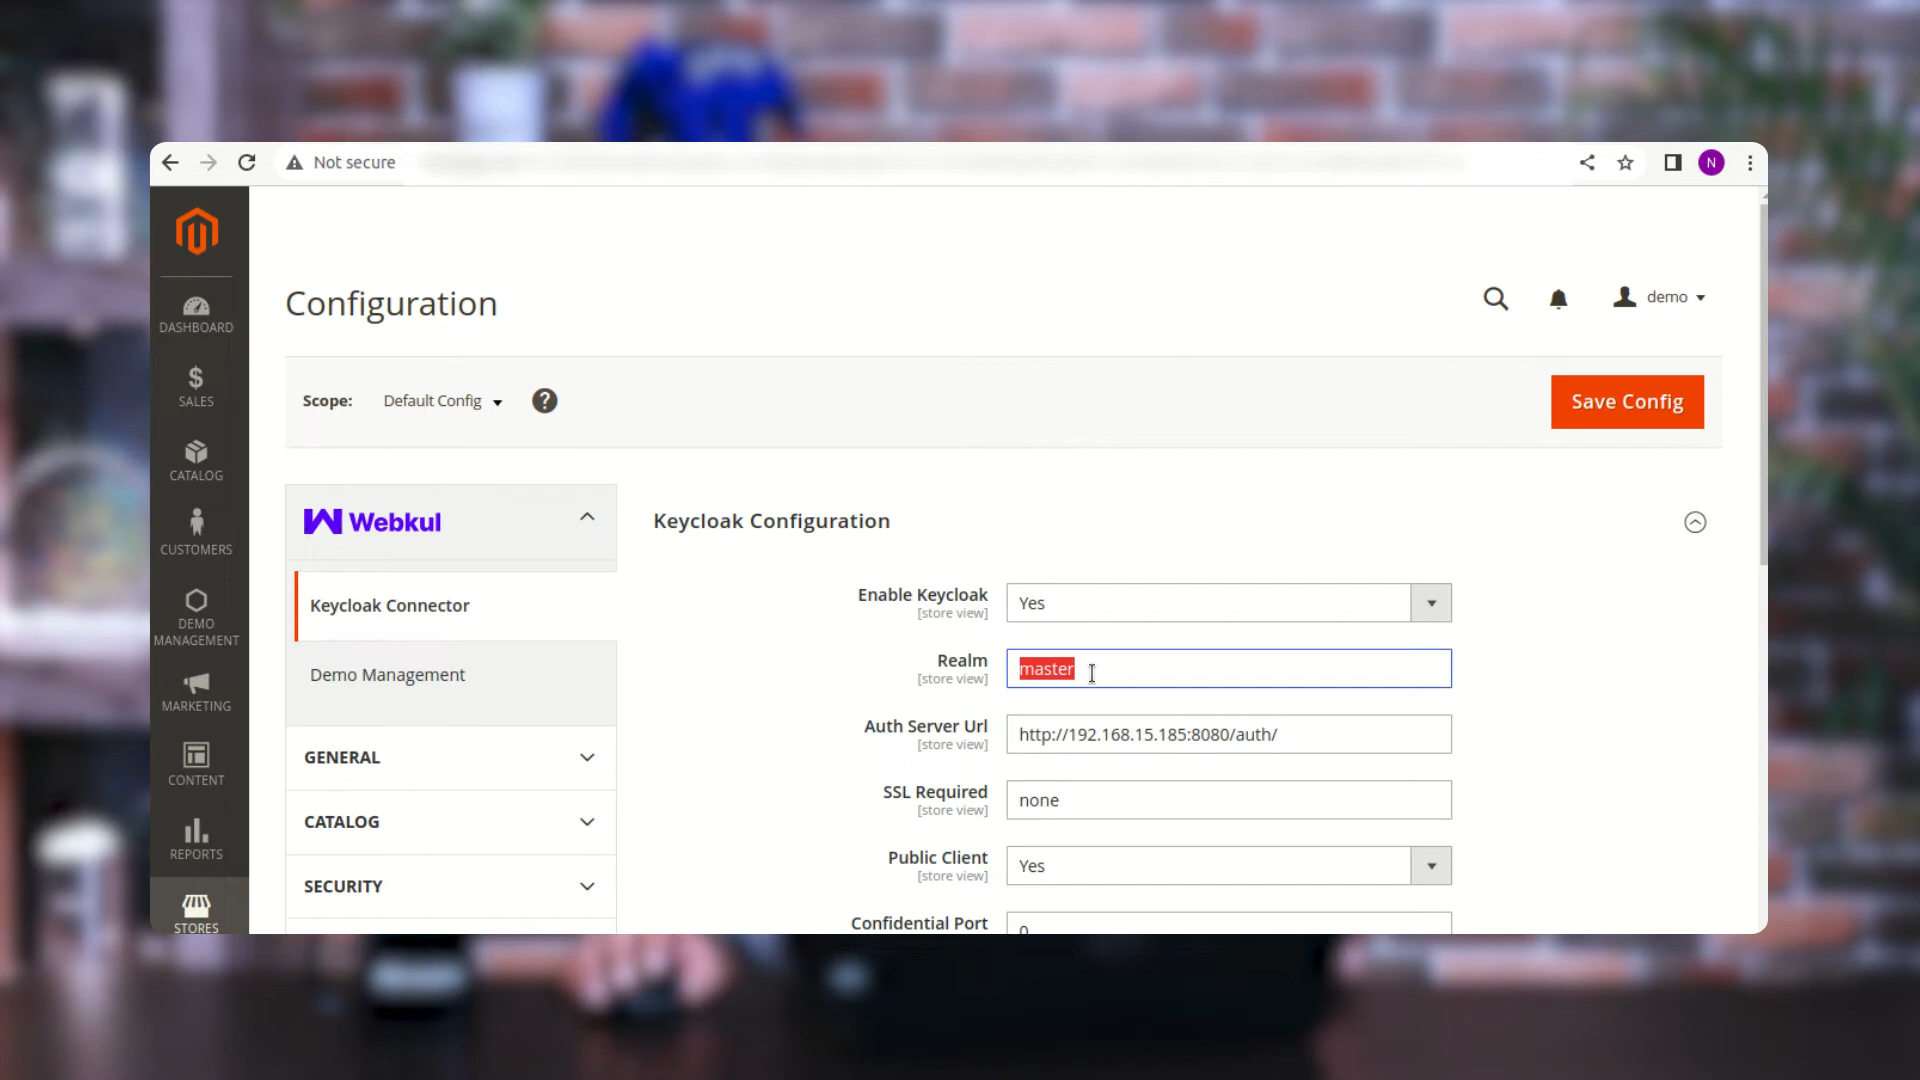 Not secure
N
Configuration
demo
Scope: Default Config ?
Save Config
DASHBOARD
$
SALES
CATALOG
CUSTOMERS
DEMO
MANAGEMENT
MARKETING
CONTENT
REPORTS
STORES
Webkul
Keycloak Connector
Demo Management
GENERAL
CATALOG
SECURITY
Keycloak Configuration
Enable Keycloak
[store view]
Yes
Realm
[store view]
master
Auth Server Url
[store view]
http://192.168.15.185:8080/auth/
SSL Required
[store view]
none
Public Client
[store view]
Yes
Confidential Port
0